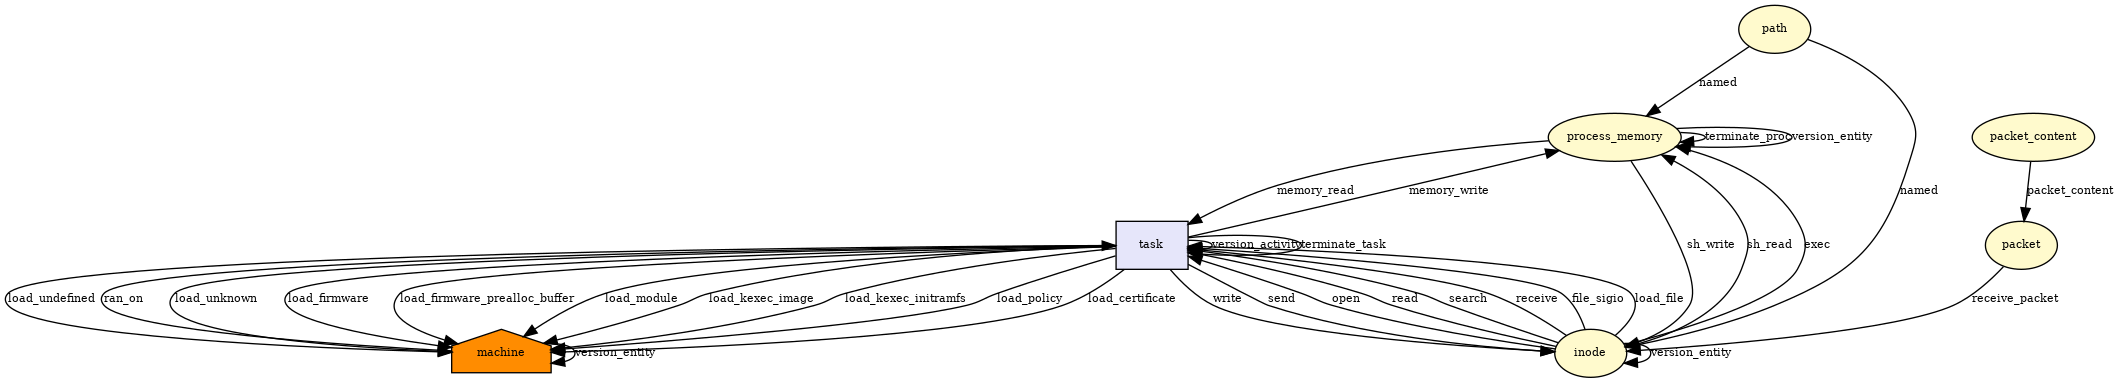 path
named
process_memory
terminate_proc
version_entity
packet_content
memory_read
memory_write
named
packet_content
task
version_activity
terminate_task
sh_write
sh_read
exec
packet
load_undefined
ran_on
load_unknown
load_firmware
load_firmware_prealloc_buffer
load_module
load_kexec_image
load_kexec_initramfs
load_policy
load_certificate
write
send
open
read
search
receive
file_sigio
load_file
receive_packet
machine
version_entity
inode
version_entity